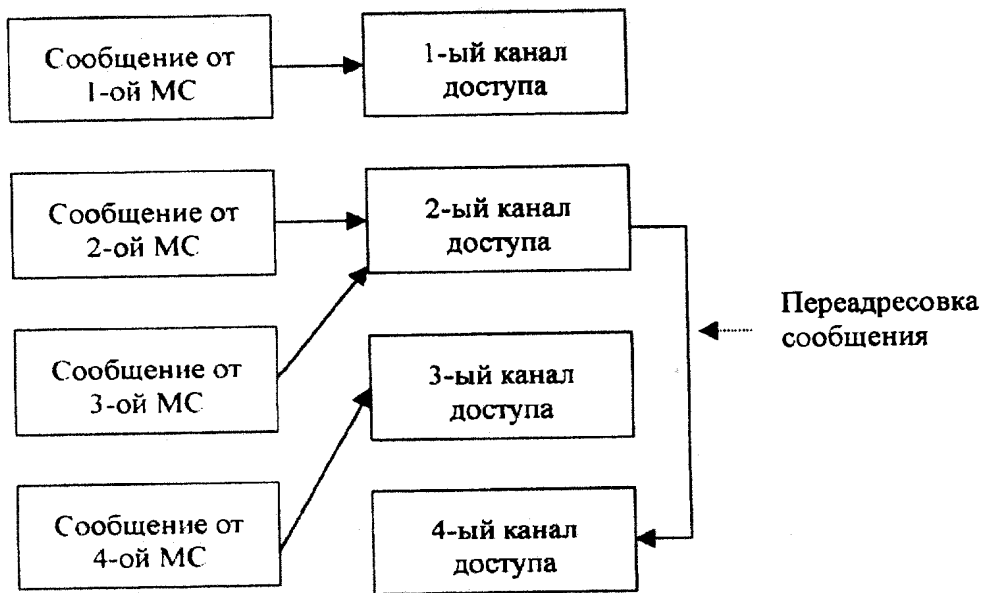 Сообщение от
1-ой МС
1-ый канал
доступа
Сообщение от
2-ой МС
2-ый канал
доступа
Сообщение от
3-ой МС
3-ый канал
доступа
Сообщение от
4-ой МС
4-ый канал
доступа
Переадресовка
сообщения